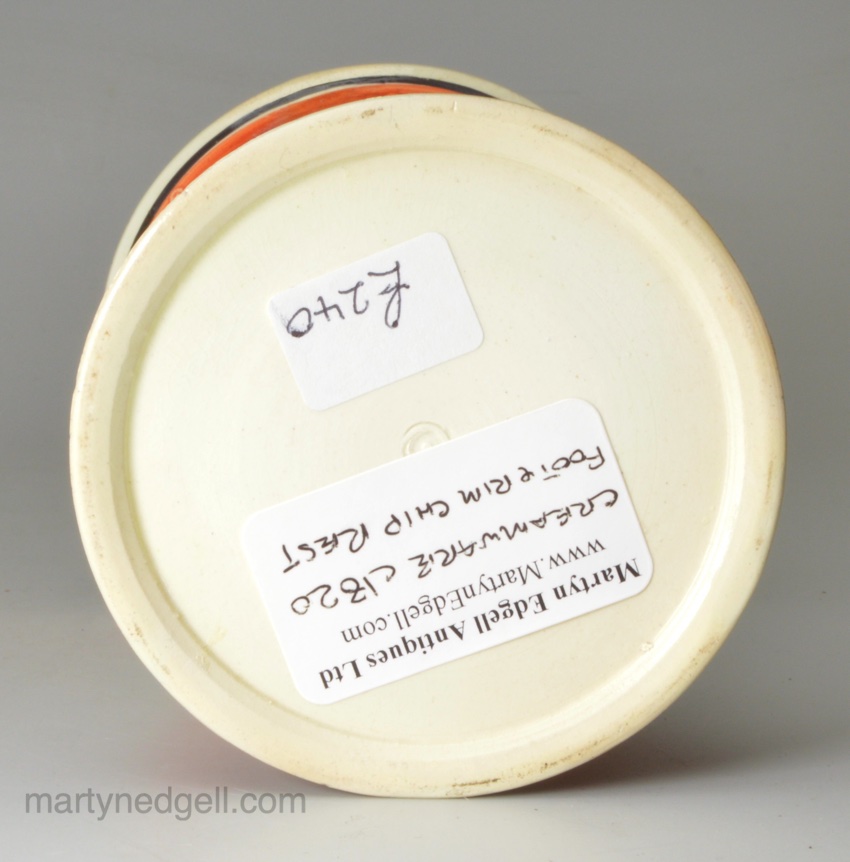 £240
Martyn Edgell Antiques Ltd
www.MartynEdgell.com
CREAMWARE C1820
FOOT & RIM CHIP REST
martynedgell.com